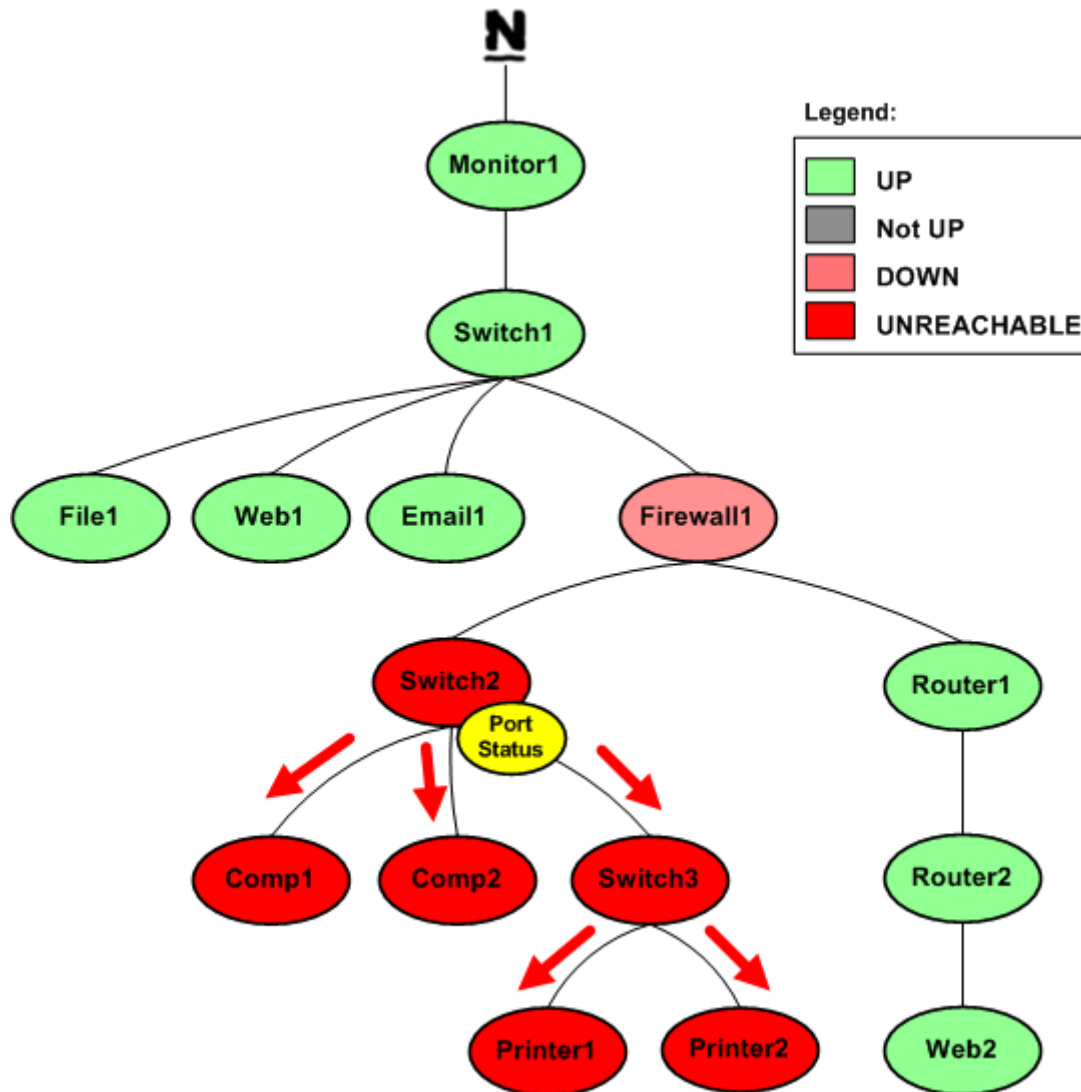 N
Monitor1
Legend:
UP
Not UP
DOWN
UNREACHABLE
Switch1
File1
Web1
Email1
Firewall1
Switch2
Port
Status
Router1
Comp1
Comp2
Switch3
Router2
Printer1
Printer2
Web2